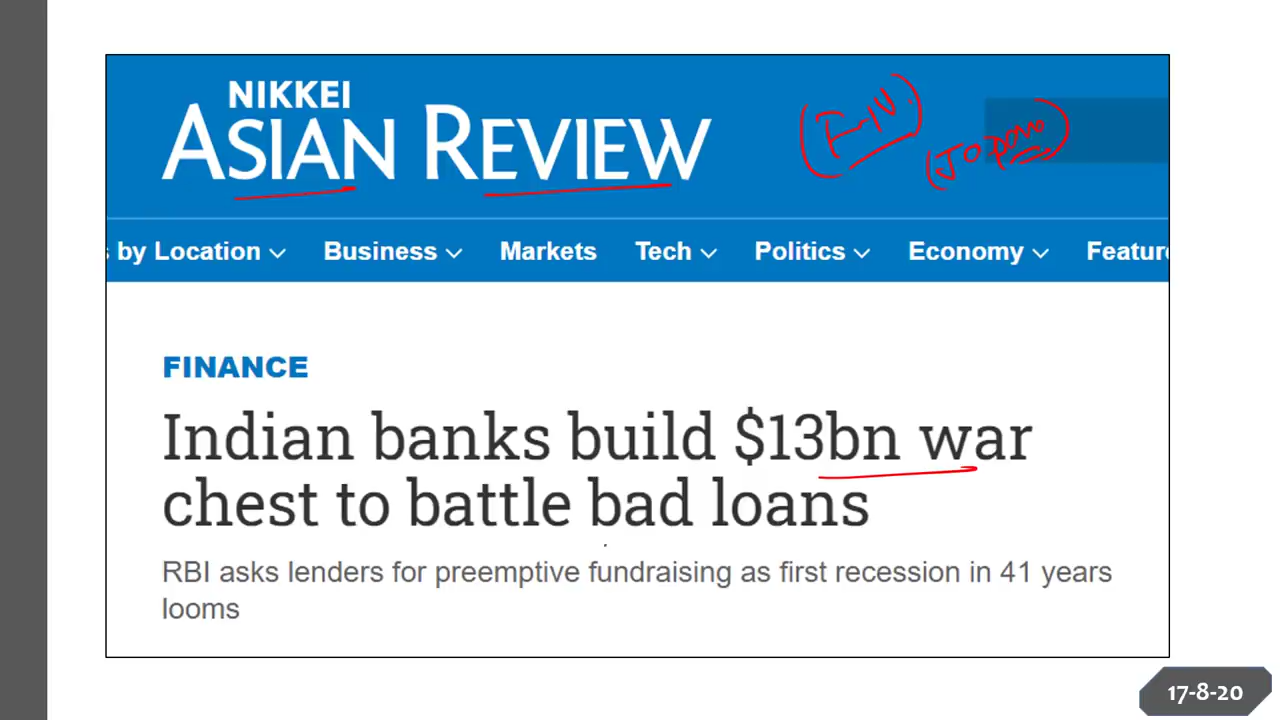 NIKKEI
ASIAN REVIEW
(Japan)
by Location
Business
Markets
Tech
Politics
Economy
FINANCE
Indian banks build $13bn war
chest to battle bad loans
RBI asks lenders for preemptive fundraising as first recession in 41 years
looms
17-8-20